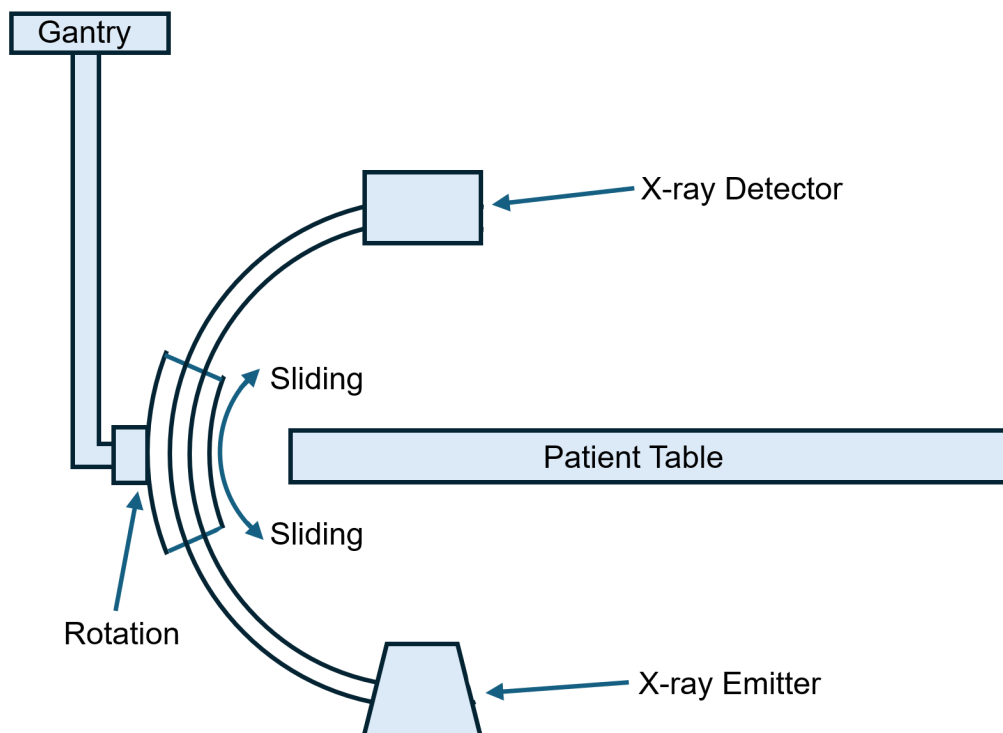 Gantry
X-ray Detector
Sliding
Patient Table
Sliding
Rotation
X-ray Emitter